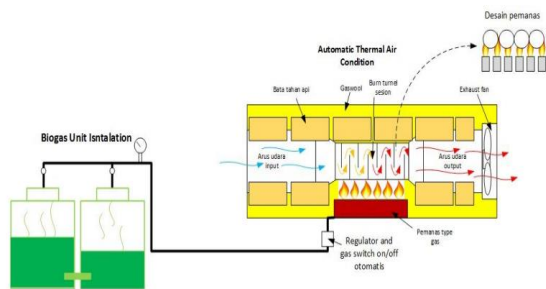 Desain pemanas
Automatic Thermal Air
Condition
Bata tahan api
Gaswool
Burn tunnel
sesion
Exhaust fan
Biogas Unit Isntalation
Arus udara
input
Arus udara
output
Pemanas type
gas
Regulator and
gas switch on/off
otomatis